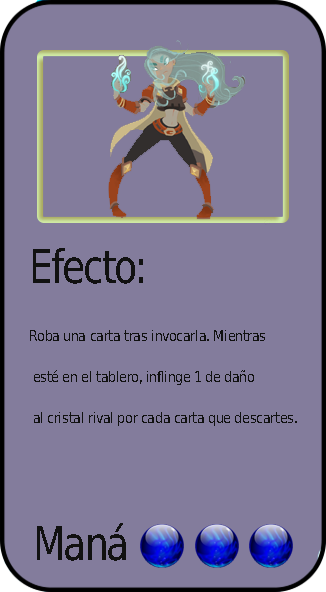 Efecto:
Roba una carta tras invocarla. Mientras
esté en el tablero, inflinge 1 de daño
al cristal rival por cada carta que descartes.
Maná